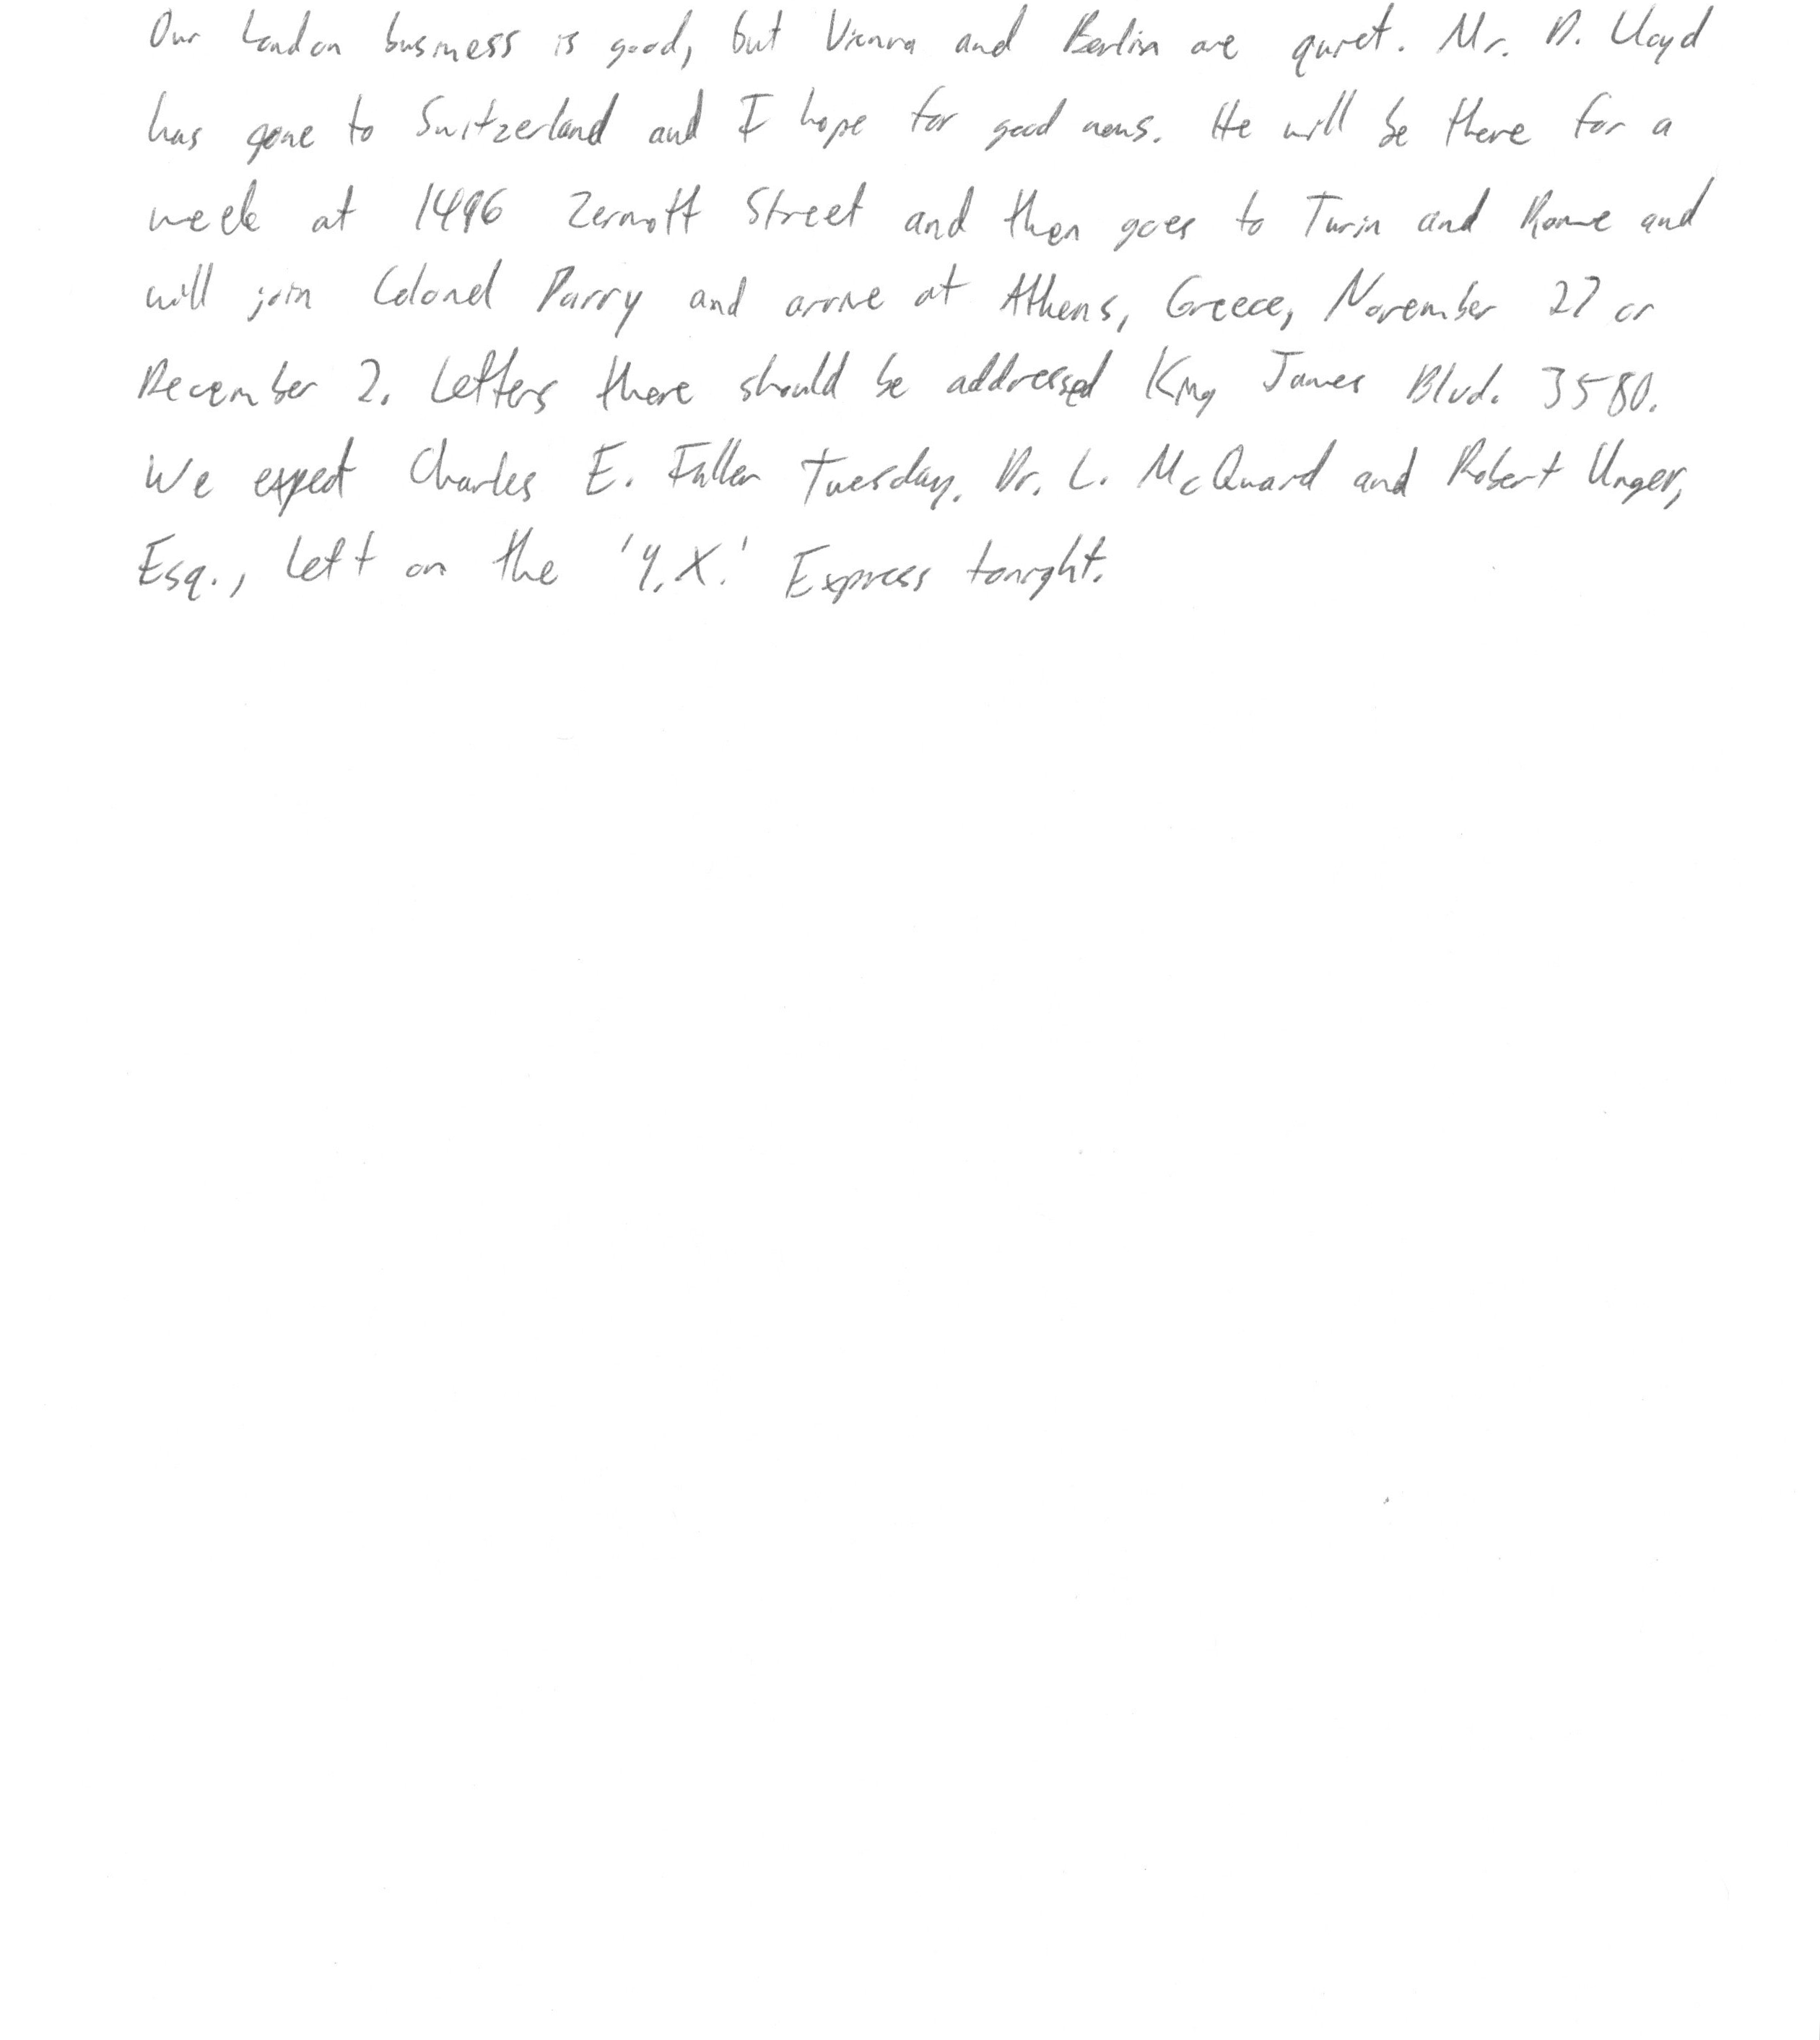 Our London business is good, but Vienna and Berlin are quiet. Mr. D. Lloyd
has gone to Switzerland and I hope for good news. He will be there for a
week at 1496 Zermott Street and then goes to Turin and Rome and
will join Colonel Parry and arrive at Athens, Greece, November 27 or
December 2. Letters there should be addressed King James Blvd. 3580.
We expect Charles E. Fuller Tuesday. Dr. L. McQuard and Robert Unger,
Esq., left on the 'Y.X.' Express tonight.